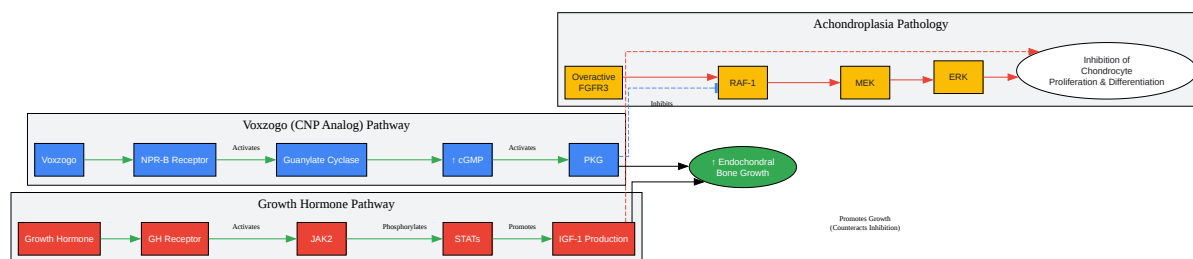 Achondroplasia Pathology
Overactive
FGFR3
RAF-1
MEK
ERK
Inhibition of
Chondrocyte
Proliferation & Differentiation
Inhibits
Voxzogo (CNP Analog) Pathway
Voxzogo
NPR-B Receptor
Activates
Guanylate Cyclase
↑ cGMP
Activates
PKG
↑ Endochondral
Bone Growth
Growth Hormone Pathway
Growth Hormone
GH Receptor
Activates
JAK2
Phosphorylates
STATs
Promotes
IGF-1 Production
Promotes Growth
(Counteracts Inhibition)